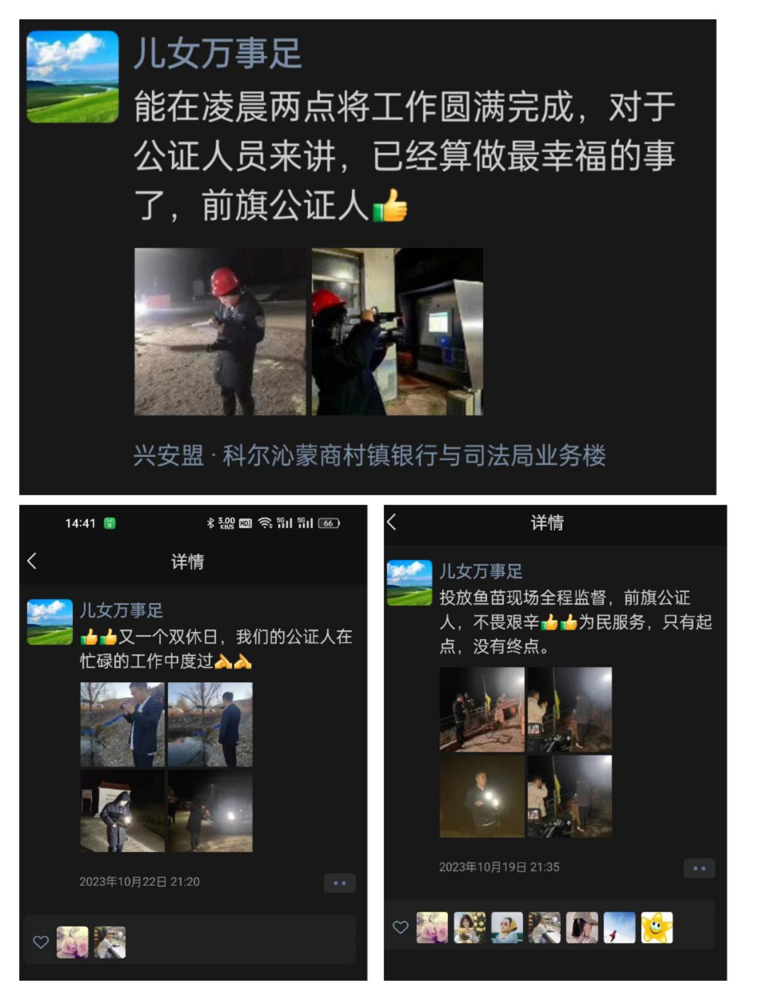 儿女万事足
能在凌晨两点将工作圆满完成，对于
公证人员来讲，已经算做最幸福的事
了，前旗公证人👍
兴安盟 · 科尔沁蒙商村镇银行与司法局业务楼
14:41
3.00
KB/S
HD
5G
5G
66
详情
儿女万事足
👍👍又一个双休日，我们的公证人在
忙碌的工作中度过
2023年10月22日 21:20
详情
儿女万事足
投放鱼苗现场全程监督，前旗公证
人，不畏艰辛👍👍为民服务，只有起
点，没有终点。
2023年10月19日 21:35